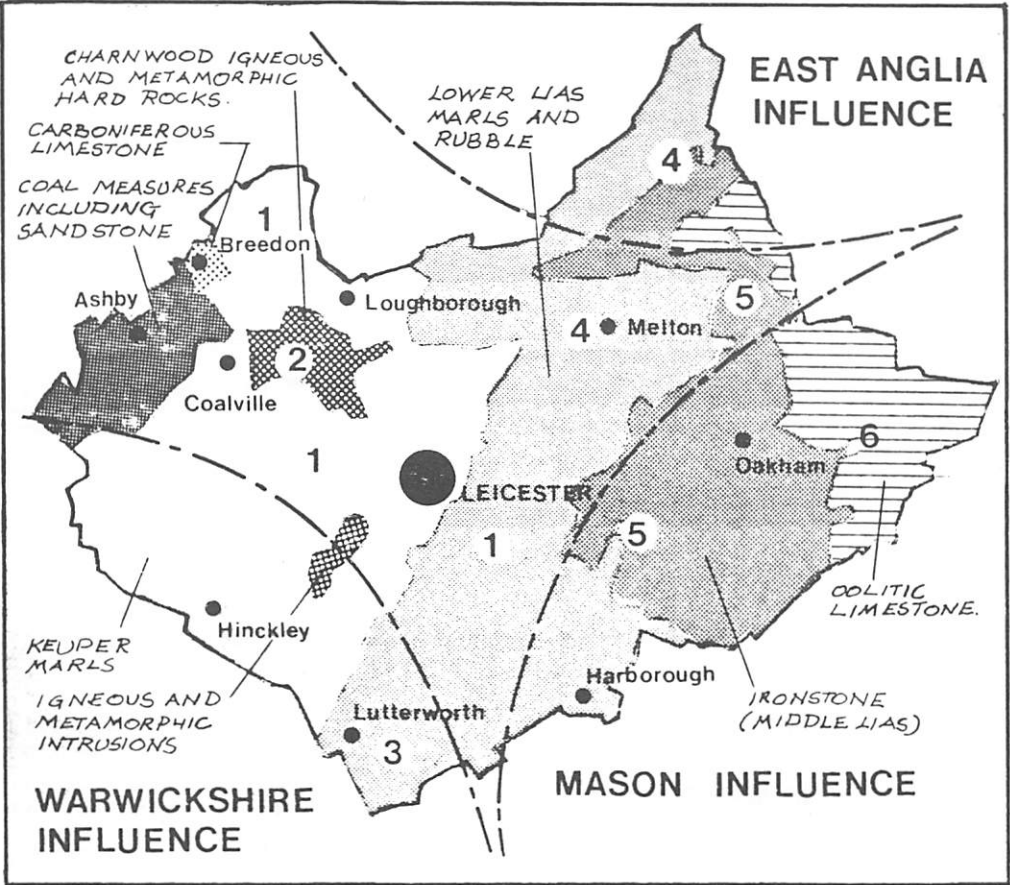 CHARNWOOD IGNEOUS
AND METAMORPHIC
HARD ROCKS.
CARBONIFEROUS
LIMESTONE
COAL MEASURES
INCLUDING
SANDSTONE
LOWER LIAS
MARLS AND
RUBBLE
EAST ANGLIA
INFLUENCE
4
1
Breedon
Ashby
Loughborough
5
4
Melton
2
Coalville
6
Oakham
1
LEICESTER
1
5
OOLITIC
LIMESTONE.
Hinckley
KEUPER
MARLS
IGNEOUS AND
METAMORPHIC
INTRUSIONS
Harborough
IRONSTONE
(MIDDLE LIAS)
Lutterworth
3
WARWICKSHIRE
INFLUENCE
MASON INFLUENCE